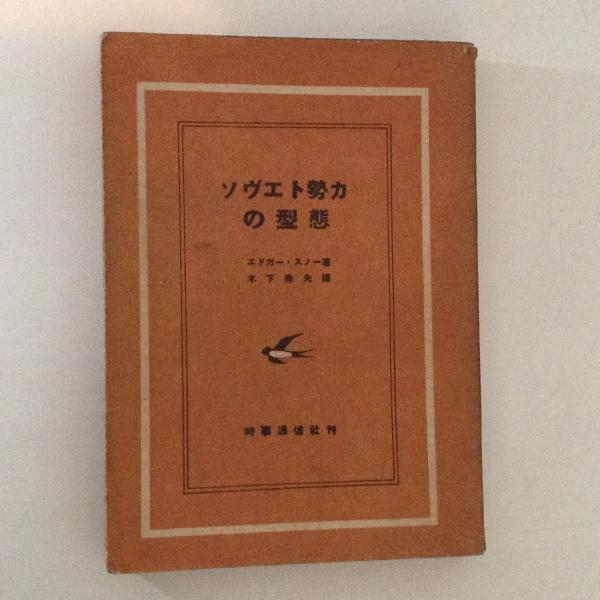 ソヴエト勢力
の型態
エドガー・スノー著
木下秀夫譯
時事通信社刊